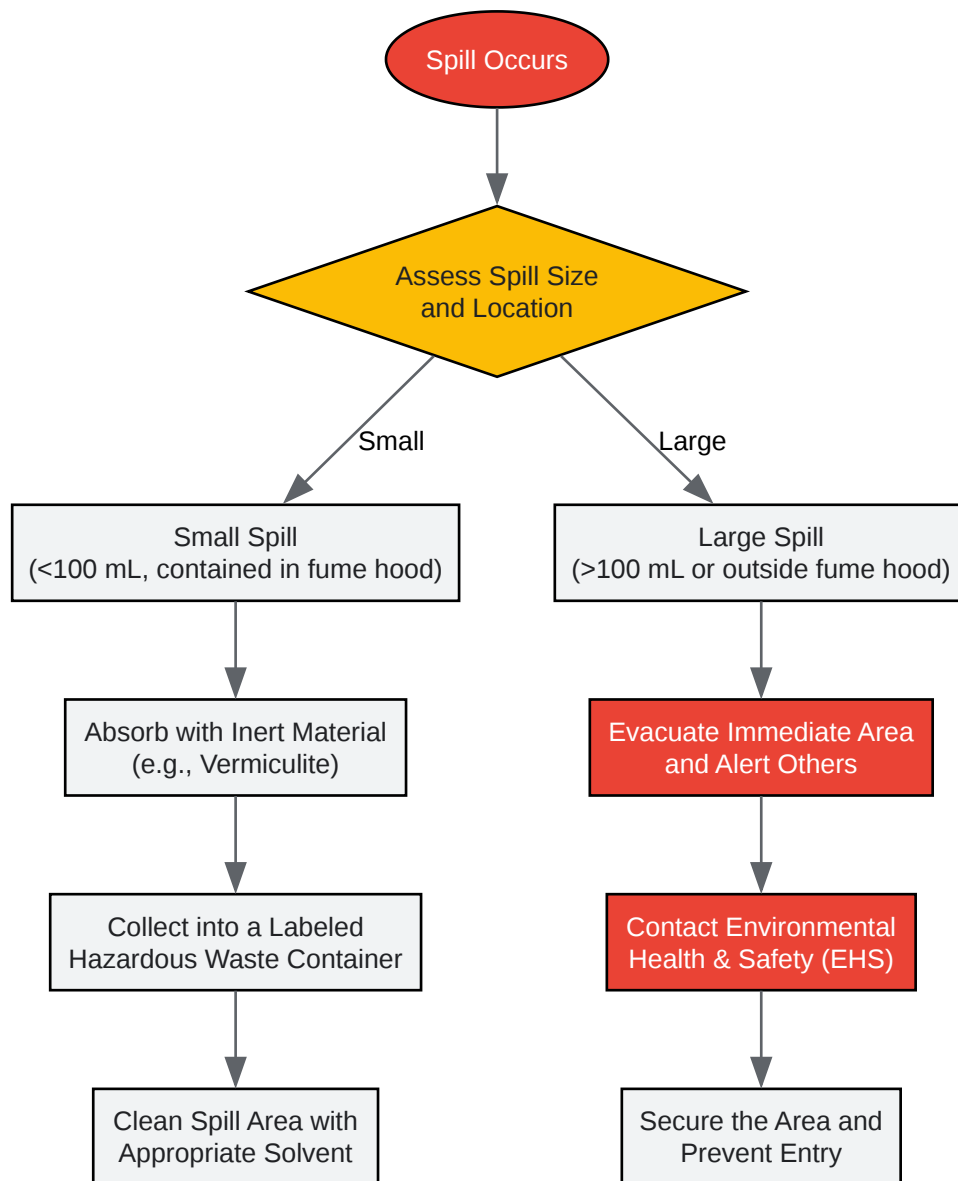 Spill Occurs
Assess Spill Size
and Location
Small
Large
Small Spill
(<100 mL, contained in fume hood)
Large Spill
(>100 mL or outside fume hood)
Absorb with Inert Material
(e.g., Vermiculite)
Evacuate Immediate Area
and Alert Others
Collect into a Labeled
Hazardous Waste Container
Contact Environmental
Health & Safety (EHS)
Clean Spill Area with
Appropriate Solvent
Secure the Area and
Prevent Entry